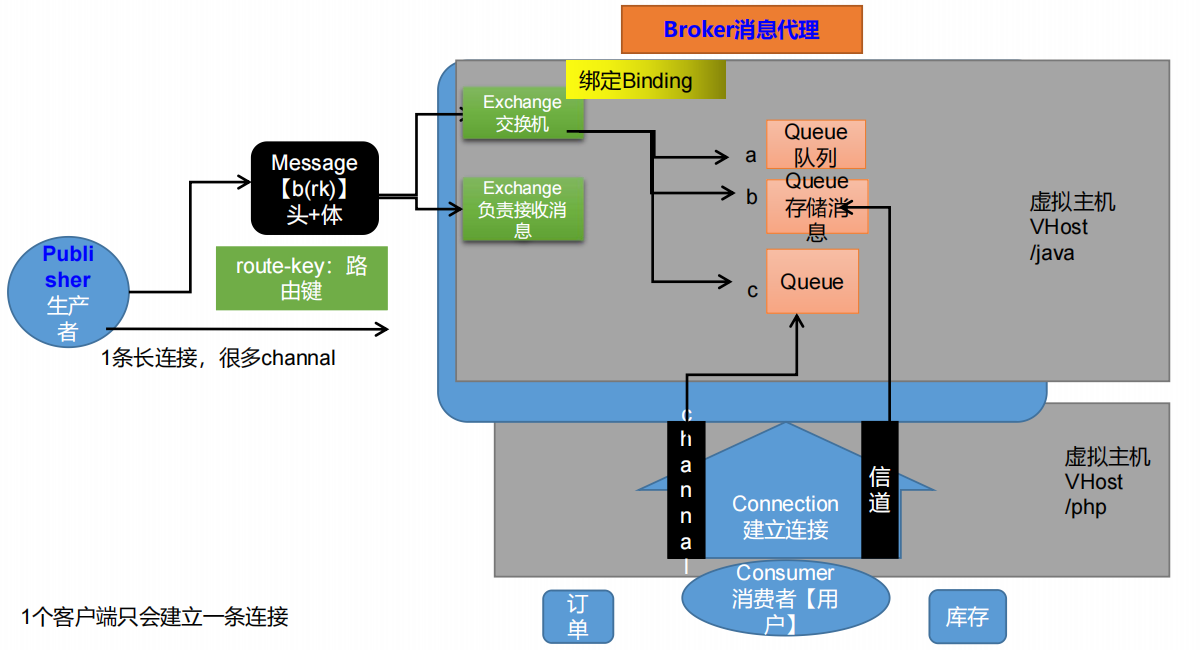 Broker消息代理
绑定Binding
Exchange
交换机
Exchange
负责接收消
息
Message
【b(rk)】
头+体
route-key：路
由键
Publi
sher
生产
者
1条长连接，很多channal
a
Queue
队列
b
Queue
存储消
息
c
Queue
虚拟主机
VHost
/java
虚拟主机
VHost
/php
c
h
a
n
n
a
l
信
道
Connection
建立连接
Consumer
消费者【用
户】
订
单
库存
1个客户端只会建立一条连接